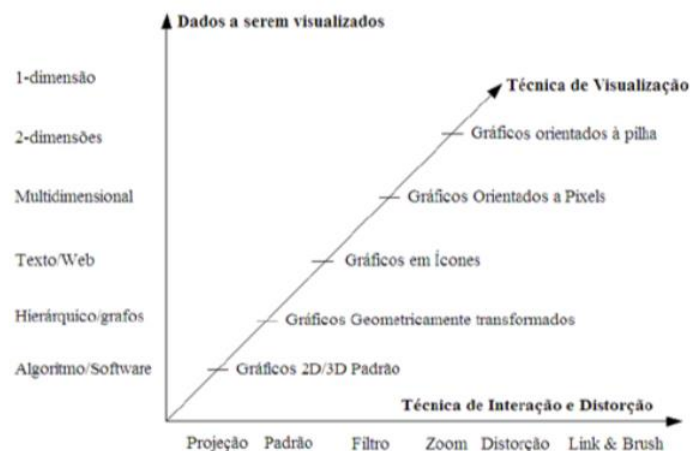 Dados a serem visualizados
1-dimensão
Técnica de Visualização
2-dimensões
Gráficos orientados à pilha
Multidimensional
Gráficos Orientados a Pixels
Texto/Web
Gráficos em Ícones
Hierárquico/grafos
Gráficos Geometricamente transformados
Algoritmo/Software
Gráficos 2D/3D Padrão
Técnica de Interação e Distorção
Projeção Padrão Filtro Zoom Distorção Link & Brush